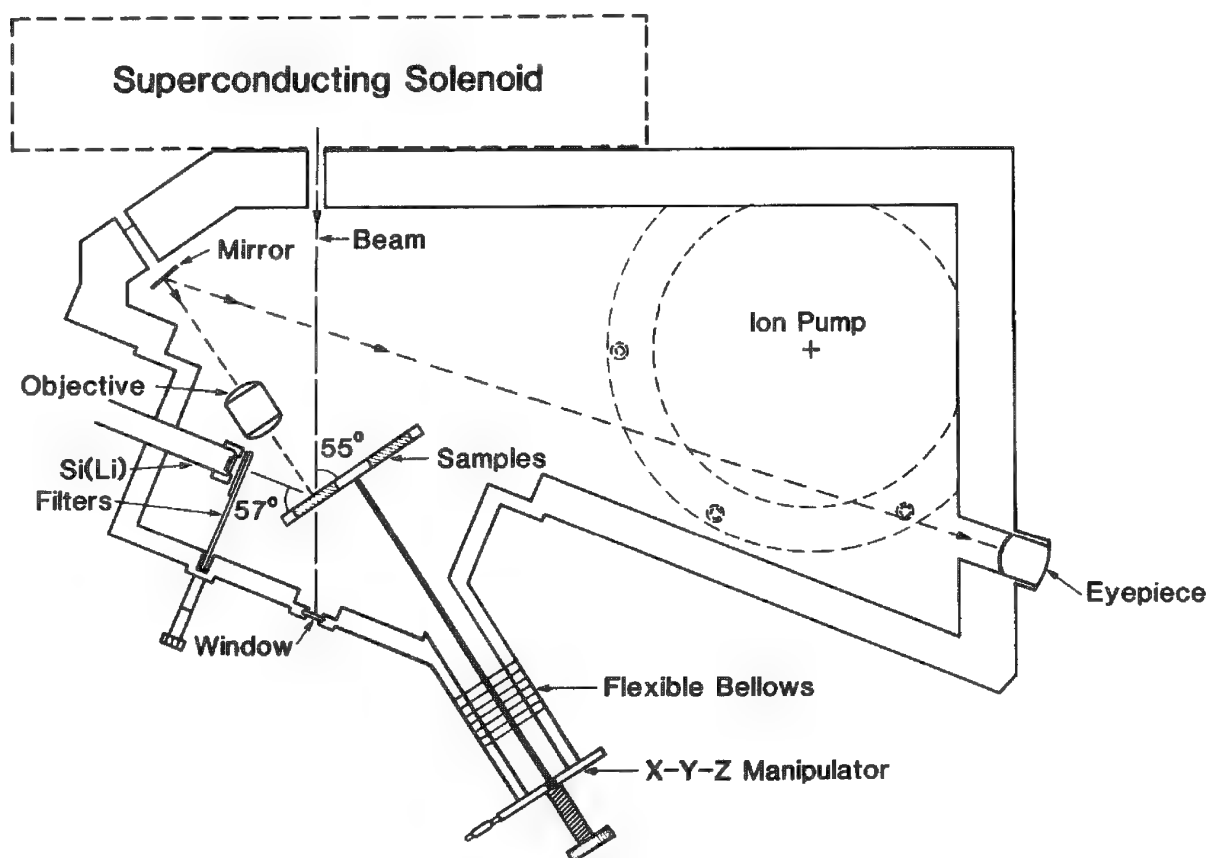 Superconducting Solenoid
Beam
Mirror
Ion Pump
Objective
55°
Samples
Si(Li)
Filters
57°
Eyepiece
Window
Flexible Bellows
X-Y-Z Manipulator